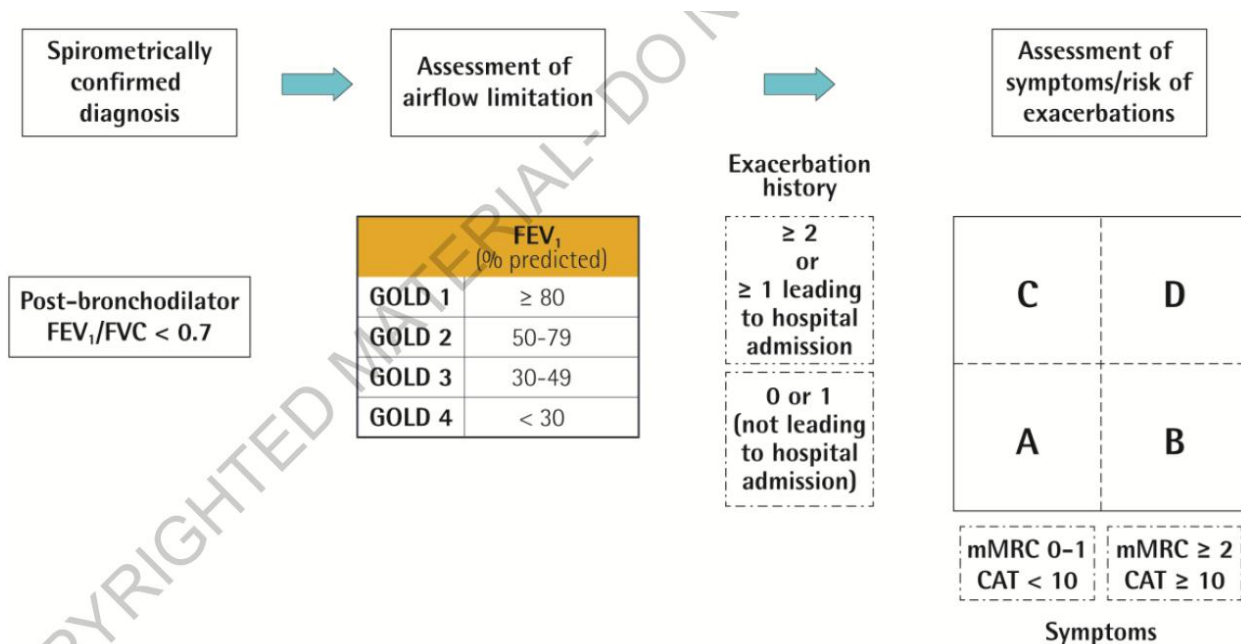 Spirometrically
confirmed
diagnosis
Assessment of
airflow limitation
Assessment of
symptoms/risk of
exacerbations
Post-bronchodilator
FEV₁/FVC < 0.7
FEV₁
(% predicted)
GOLD 1 ≥ 80
GOLD 2 50-79
GOLD 3 30-49
GOLD 4 < 30
Exacerbation
history
≥ 2
or
≥ 1 leading
to hospital
admission
0 or 1
(not leading
to hospital
admission)
C D
A B
mMRC 0-1
CAT < 10
mMRC ≥ 2
CAT ≥ 10
Symptoms
PYRIGHTED MATERIAL- DO N